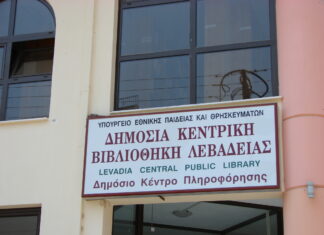 ΥΠΟΥΡΓΕΙΟ ΕΘΝΙΚΗΣ ΠΑΙΔΕΙΑΣ ΚΑΙ ΘΡΗΣΚΕΥΜΑΤΩΝ
ΔΗΜΟΣΙΑ ΚΕΝΤΡΙΚΗ
ΒΙΒΛΙΟΘΗΚΗ ΛΕΒΑΔΕΙΑΣ
LEVADIA CENTRAL PUBLIC LIBRARY
Δημόσιο Κέντρο Πληροφόρησης